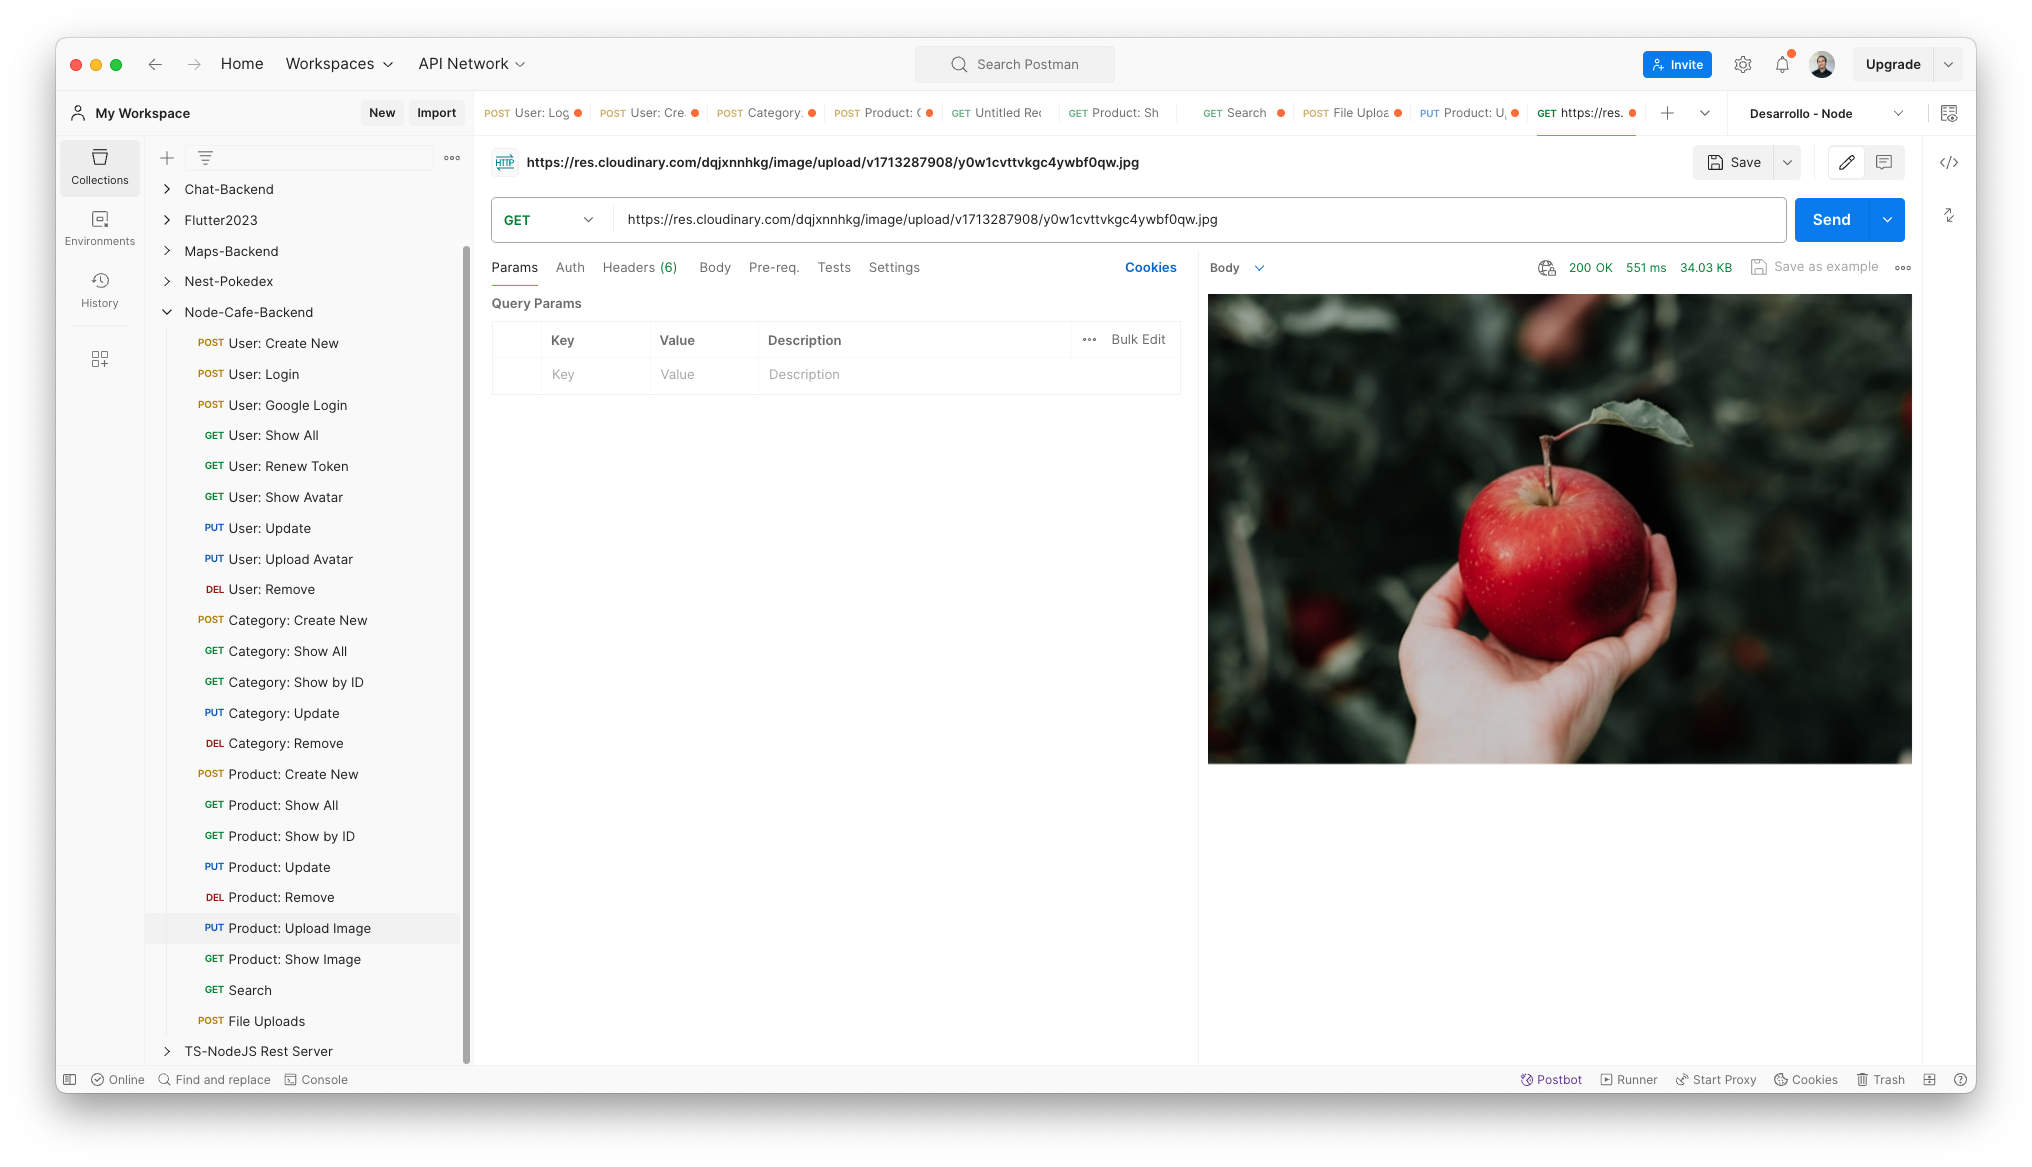 Home Workspaces API Network Search Postman Invite Upgrade
My Workspace New Import
POST User: Log POST User: Cre POST Category: POST Product: C GET Untitled Rec GET Product: Sh GET Search POST File Uploa PUT Product: U GET https://res. Desarrollo - Node
Collections
Environments
History
Chat-Backend
Flutter2023
Maps-Backend
Nest-Pokedex
Node-Cafe-Backend
POST User: Create New
POST User: Login
POST User: Google Login
GET User: Show All
GET User: Renew Token
GET User: Show Avatar
PUT User: Update
PUT User: Upload Avatar
DEL User: Remove
POST Category: Create New
GET Category: Show All
GET Category: Show by ID
PUT Category: Update
DEL Category: Remove
POST Product: Create New
GET Product: Show All
GET Product: Show by ID
PUT Product: Update
DEL Product: Remove
PUT Product: Upload Image
GET Product: Show Image
GET Search
POST File Uploads
TS-NodeJS Rest Server
HTTP https://res.cloudinary.com/dqjxnnhkg/image/upload/v1713287908/y0w1cvttvkgc4ywbf0qw.jpg Save
GET https://res.cloudinary.com/dqjxnnhkg/image/upload/v1713287908/y0w1cvttvkgc4ywbf0qw.jpg Send
Params Auth Headers (6) Body Pre-req. Tests Settings Cookies
Query Params
Key Value Description Bulk Edit
Key Value Description
Body 200 OK 551 ms 34.03 KB Save as example
Online Find and replace Console Postbot Runner Start Proxy Cookies Trash